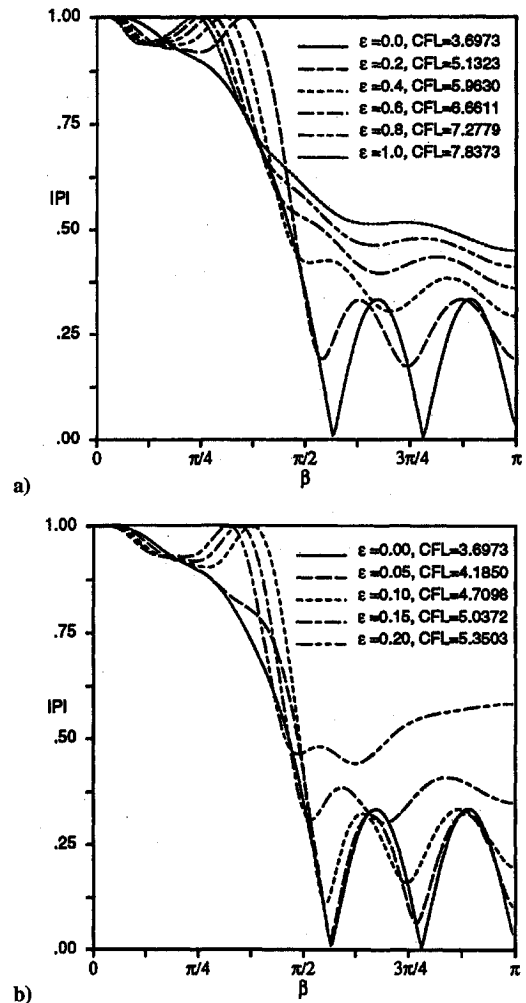 a)
1.00
.75
|P|
.50
.25
.00
ε =0.0, CFL=3.6973
ε =0.2, CFL=5.1323
ε =0.4, CFL=5.9630
ε =0.6, CFL=6.6611
ε =0.8, CFL=7.2779
ε =1.0, CFL=7.8373
0 π/4 π/2 3π/4 π
β
b)
1.00
.75
|P|
.50
.25
.00
ε =0.00, CFL=3.6973
ε =0.05, CFL=4.1850
ε =0.10, CFL=4.7098
ε =0.15, CFL=5.0372
ε =0.20, CFL=5.3503
0 π/4 π/2 3π/4 π
β